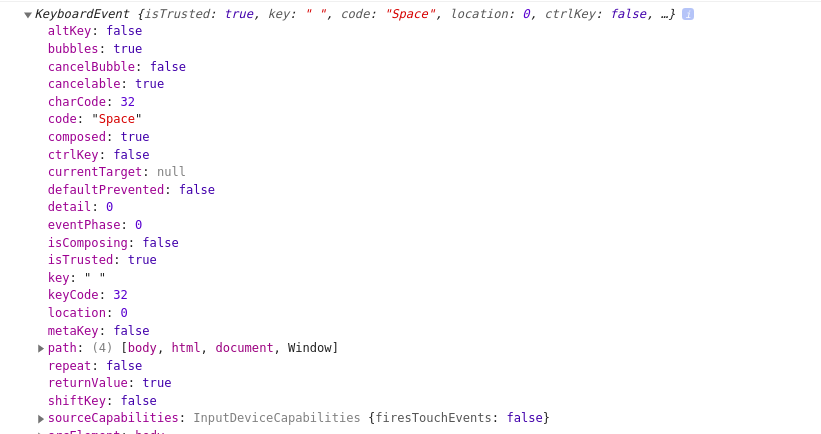 KeyboardEvent {isTrusted: true, key: " ", code: "Space", location: 0, ctrlKey: false, …} i
altKey: false
bubbles: true
cancelBubble: false
cancelable: true
charCode: 32
code: "Space"
composed: true
ctrlKey: false
currentTarget: null
defaultPrevented: false
detail: 0
eventPhase: 0
isComposing: false
isTrusted: true
key: " "
keyCode: 32
location: 0
metaKey: false
path: (4) [body, html, document, Window]
repeat: false
returnValue: true
shiftKey: false
sourceCapabilities: InputDeviceCapabilities {firesTouchEvents: false}